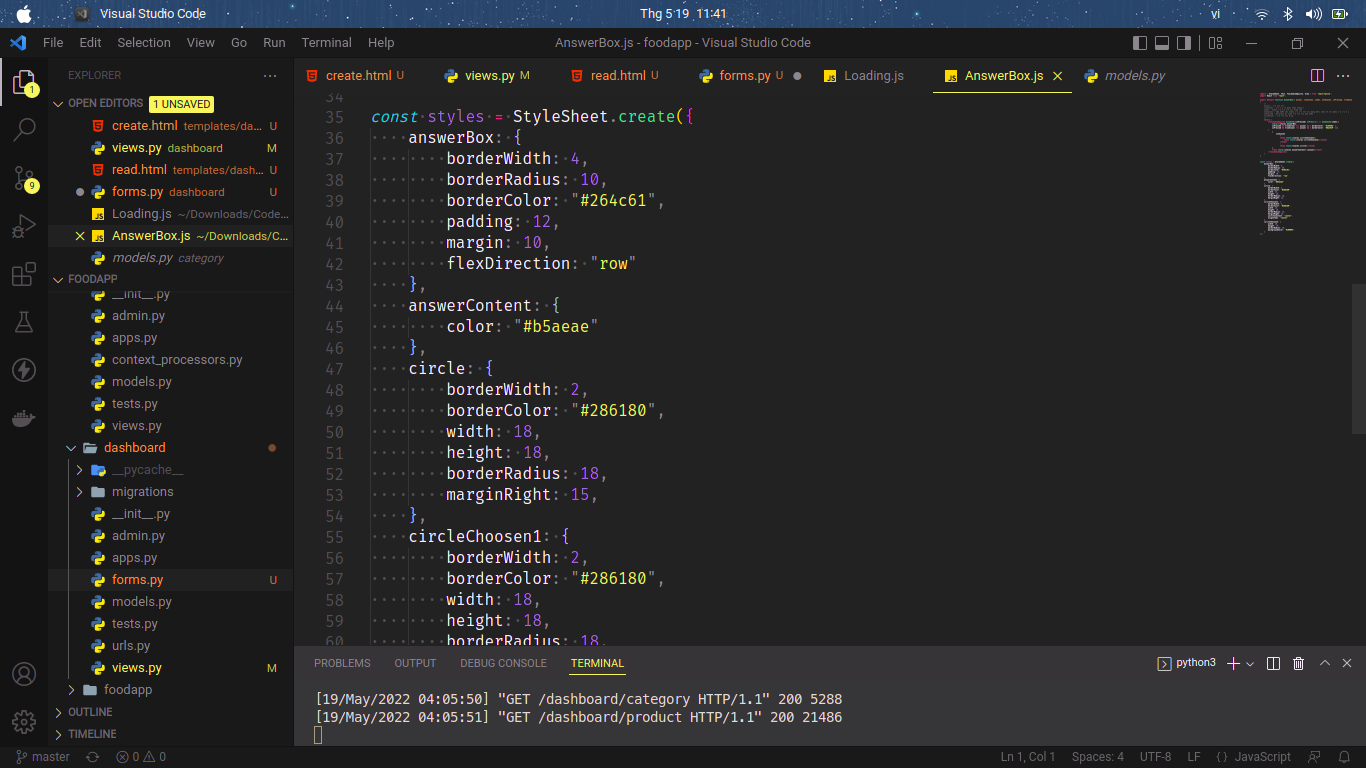 Visual Studio Code
Thg 5 19 11:41
vi
File Edit Selection View Go Run Terminal Help
AnswerBox.js - foodapp - Visual Studio Code
EXPLORER
create.html U
views.py M
read.html U
forms.py U
Loading.js
AnswerBox.js
models.py
OPEN EDITORS 1 UNSAVED
create.html templates/da... U
views.py dashboard M
read.html templates/dash... U
forms.py dashboard U
Loading.js ~/Downloads/Code...
AnswerBox.js ~/Downloads/C...
models.py category
1
9
FOODAPP
__init__.py
admin.py
apps.py
context_processors.py
models.py
tests.py
views.py
dashboard
__pycache__
migrations
__init__.py
admin.py
apps.py
forms.py U
models.py
tests.py
urls.py
views.py M
foodapp
OUTLINE
TIMELINE
34
35 const styles = StyleSheet.create({
36 answerBox: {
37 borderWidth: 4,
38 borderRadius: 10,
39 borderColor: "#264c61",
40 padding: 12,
41 margin: 10,
42 flexDirection: "row"
43 },
44 answerContent: {
45 color: "#b5aeae"
46 },
47 circle: {
48 borderWidth: 2,
49 borderColor: "#286180",
50 width: 18,
51 height: 18,
52 borderRadius: 18,
53 marginRight: 15,
54 },
55 circleChoosen1: {
56 borderWidth: 2,
57 borderColor: "#286180",
58 width: 18,
59 height: 18,
60 borderRadius: 18,
PROBLEMS OUTPUT DEBUG CONSOLE TERMINAL
python3
[19/May/2022 04:05:50] "GET /dashboard/category HTTP/1.1" 200 5288
[19/May/2022 04:05:51] "GET /dashboard/product HTTP/1.1" 200 21486
master 0 0
Ln 1, Col 1 Spaces: 4 UTF-8 LF { } JavaScript